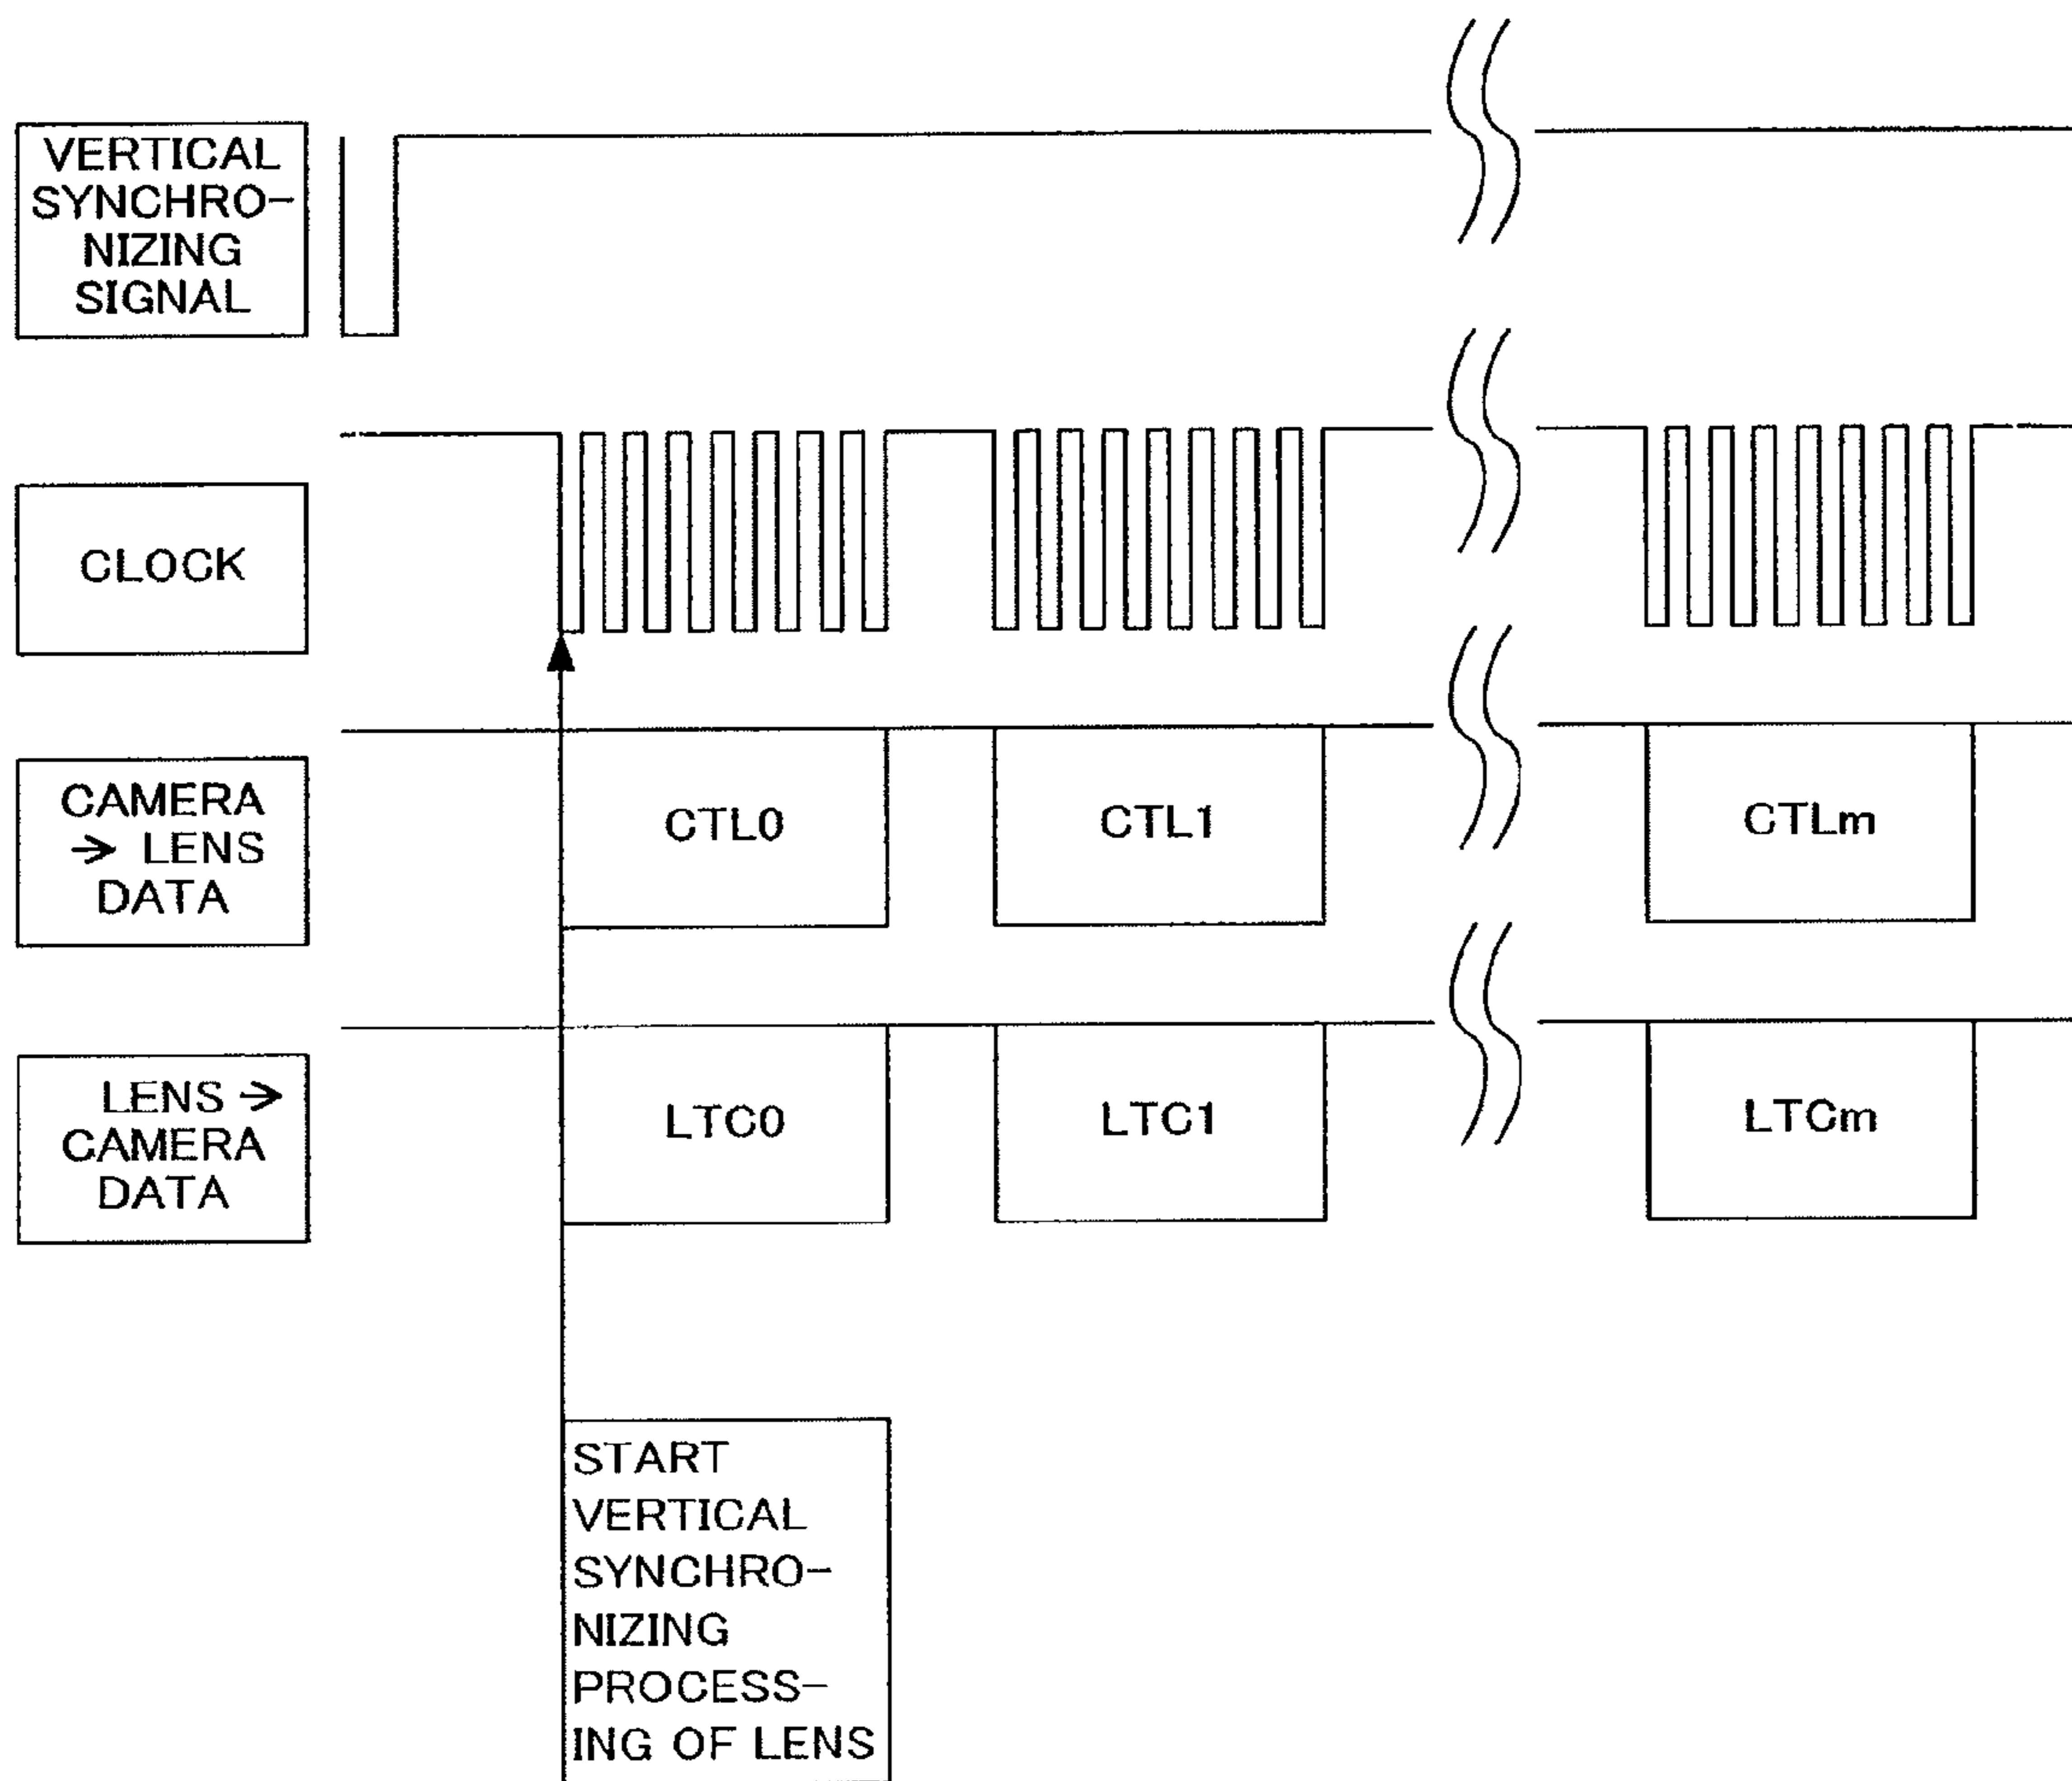 VERTICAL
SYNCHRO-
NIZING
SIGNAL
CLOCK
CAMERA
→ LENS
DATA
CTL0
CTL1
CTLm
LENS →
CAMERA
DATA
LTC0
LTC1
LTCm
START
VERTICAL
SYNCHRO-
NIZING
PROCESS-
ING OF LENS